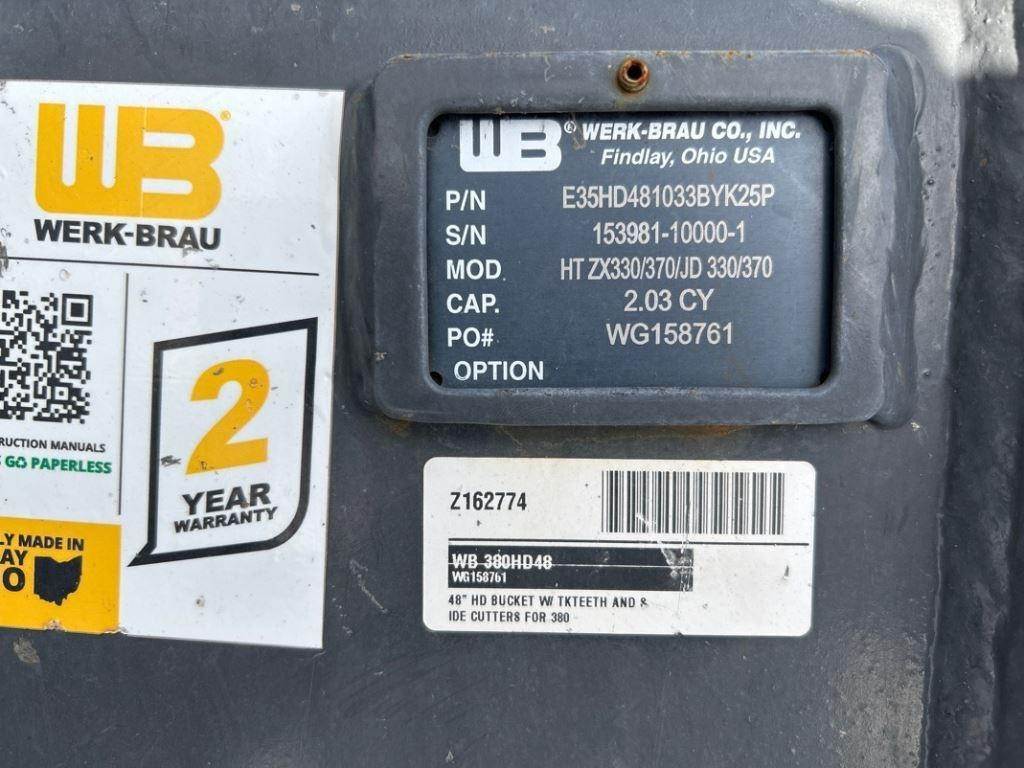 WB®
WERK-BRAU
RUCTION MANUALS
GO PAPERLESS
2
YEAR
WARRANTY
LY MADE IN
AY
O
WB® WERK-BRAU CO., INC.
Findlay, Ohio USA
P/N E35HD481033BYK25P
S/N 153981-10000-1
MOD. HT ZX330/370/JD 330/370
CAP. 2.03 CY
PO# WG158761
OPTION
Z162774
WB 380HD48
WG158761
48" HD BUCKET W/ TKTEETH AND S
IDE CUTTERS FOR 380